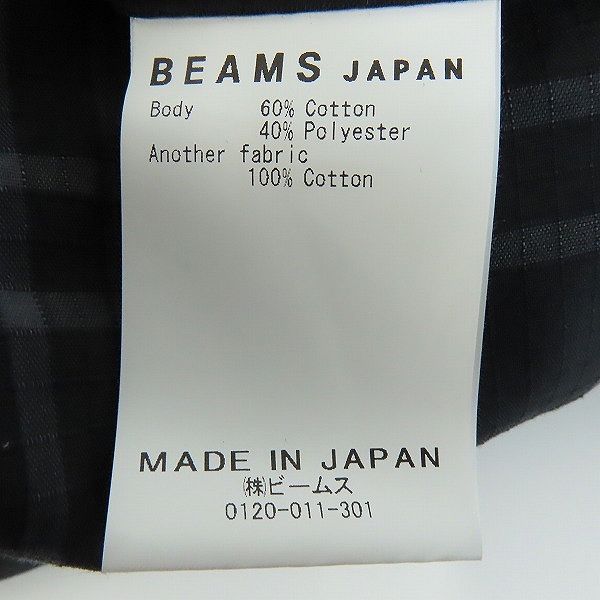 BEAMS JAPAN
Body 60% Cotton
40% Polyester
Another fabric
100% Cotton
MADE IN JAPAN
㈱ビームス
0120-011-301